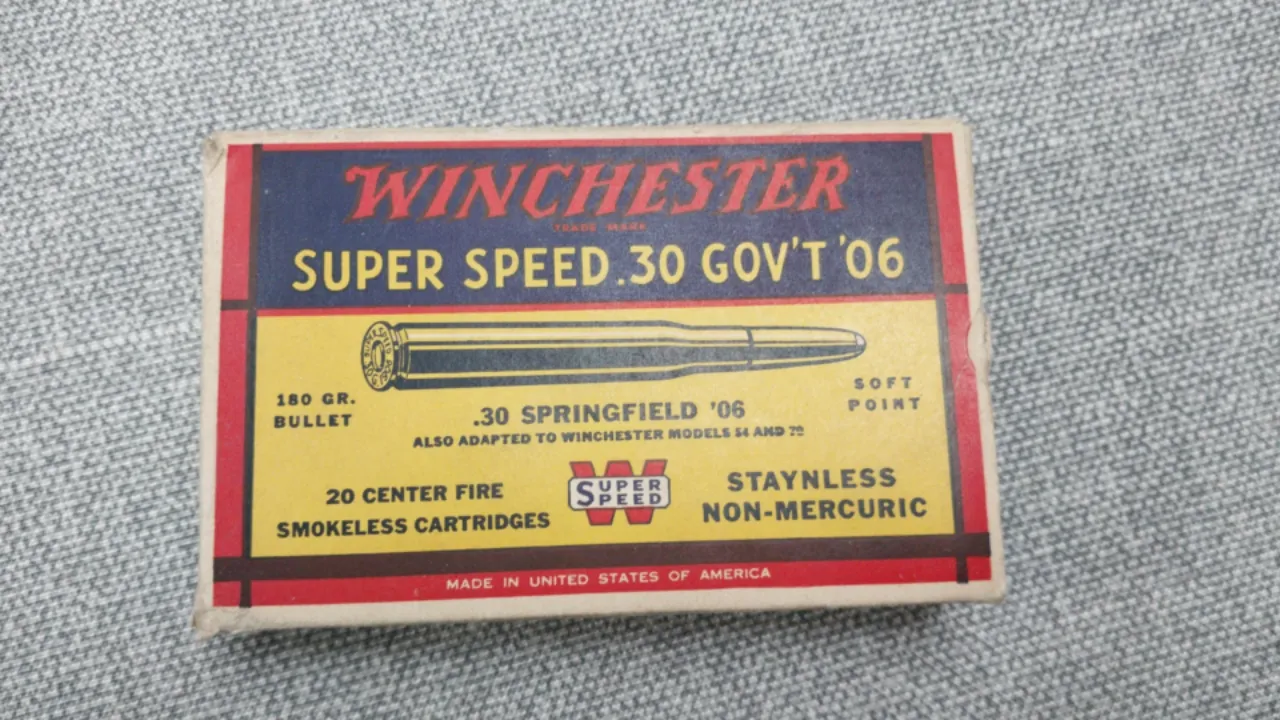 WINCHESTER
TRADE MARK
SUPER SPEED .30 GOV'T '06
180 GR.
BULLET
SOFT
POINT
.30 SPRINGFIELD '06
ALSO ADAPTED TO WINCHESTER MODELS 54 AND 70
20 CENTER FIRE
SMOKELESS CARTRIDGES
SUPER
SPEED
W
STAYNLESS
NON-MERCURIC
MADE IN UNITED STATES OF AMERICA